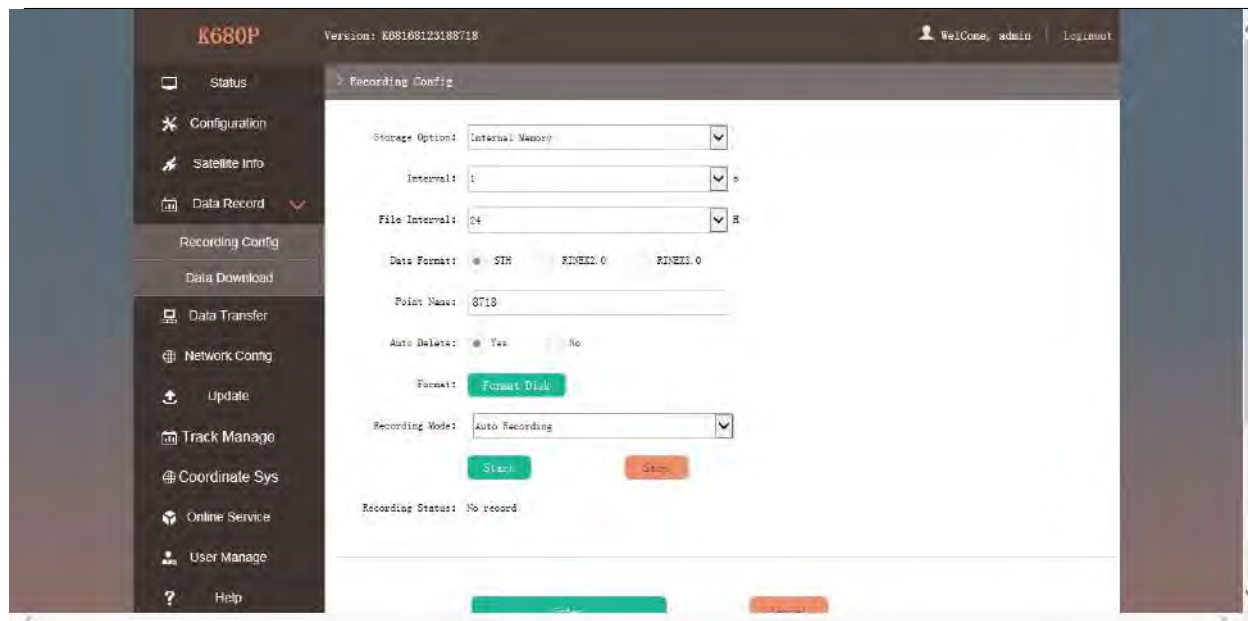 K680P
Version: K68168123188718
WelCome, admin | Loginout
Status
Configuration
Satellite Info
Data Record
Recording Config
Data Download
Data Transfer
Network Config
Update
Track Manage
Coordinate Sys
Online Service
User Manage
Help
> Recording Config
Storage Option: Internal Memory
Interval: 1 s
File Interval: 24 H
Data Format: STH RINEX2.0 RINEX3.0
Point Name: 8718
Auto Delete: Yes No
Format: Format Disk
Recording Mode: Auto Recording
Start Stop
Recording Status: No record